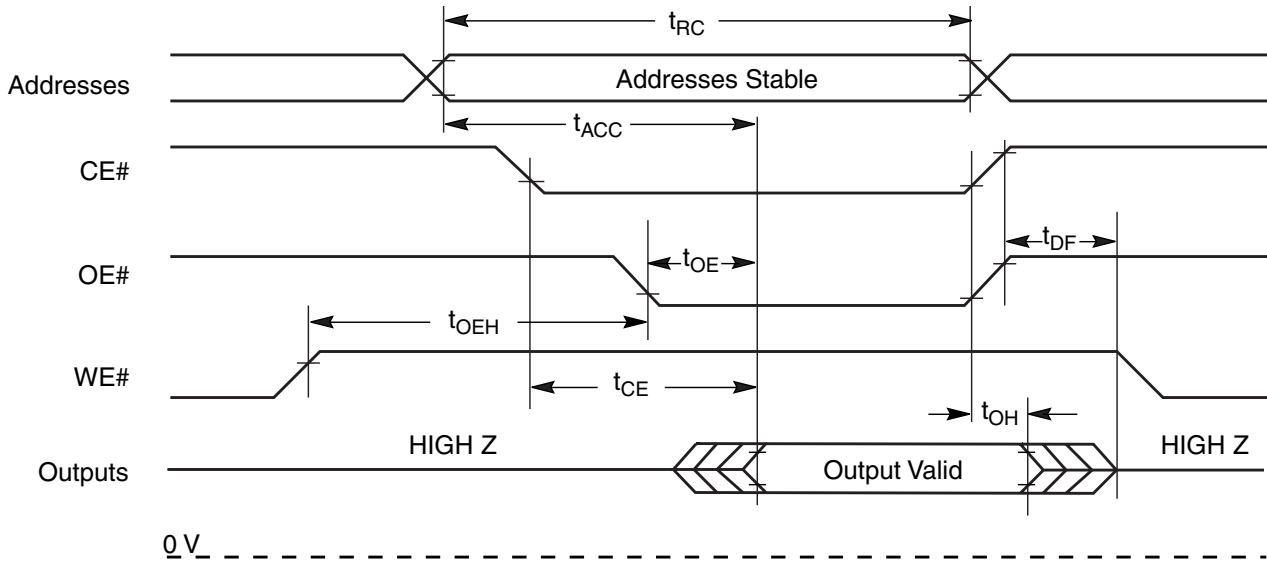 tRC
Addresses
Addresses Stable
tACC
CE#
tDF
OE#
tOE
tOEH
WE#
tCE
tOH
HIGH Z
HIGH Z
Outputs
Output Valid
0 V